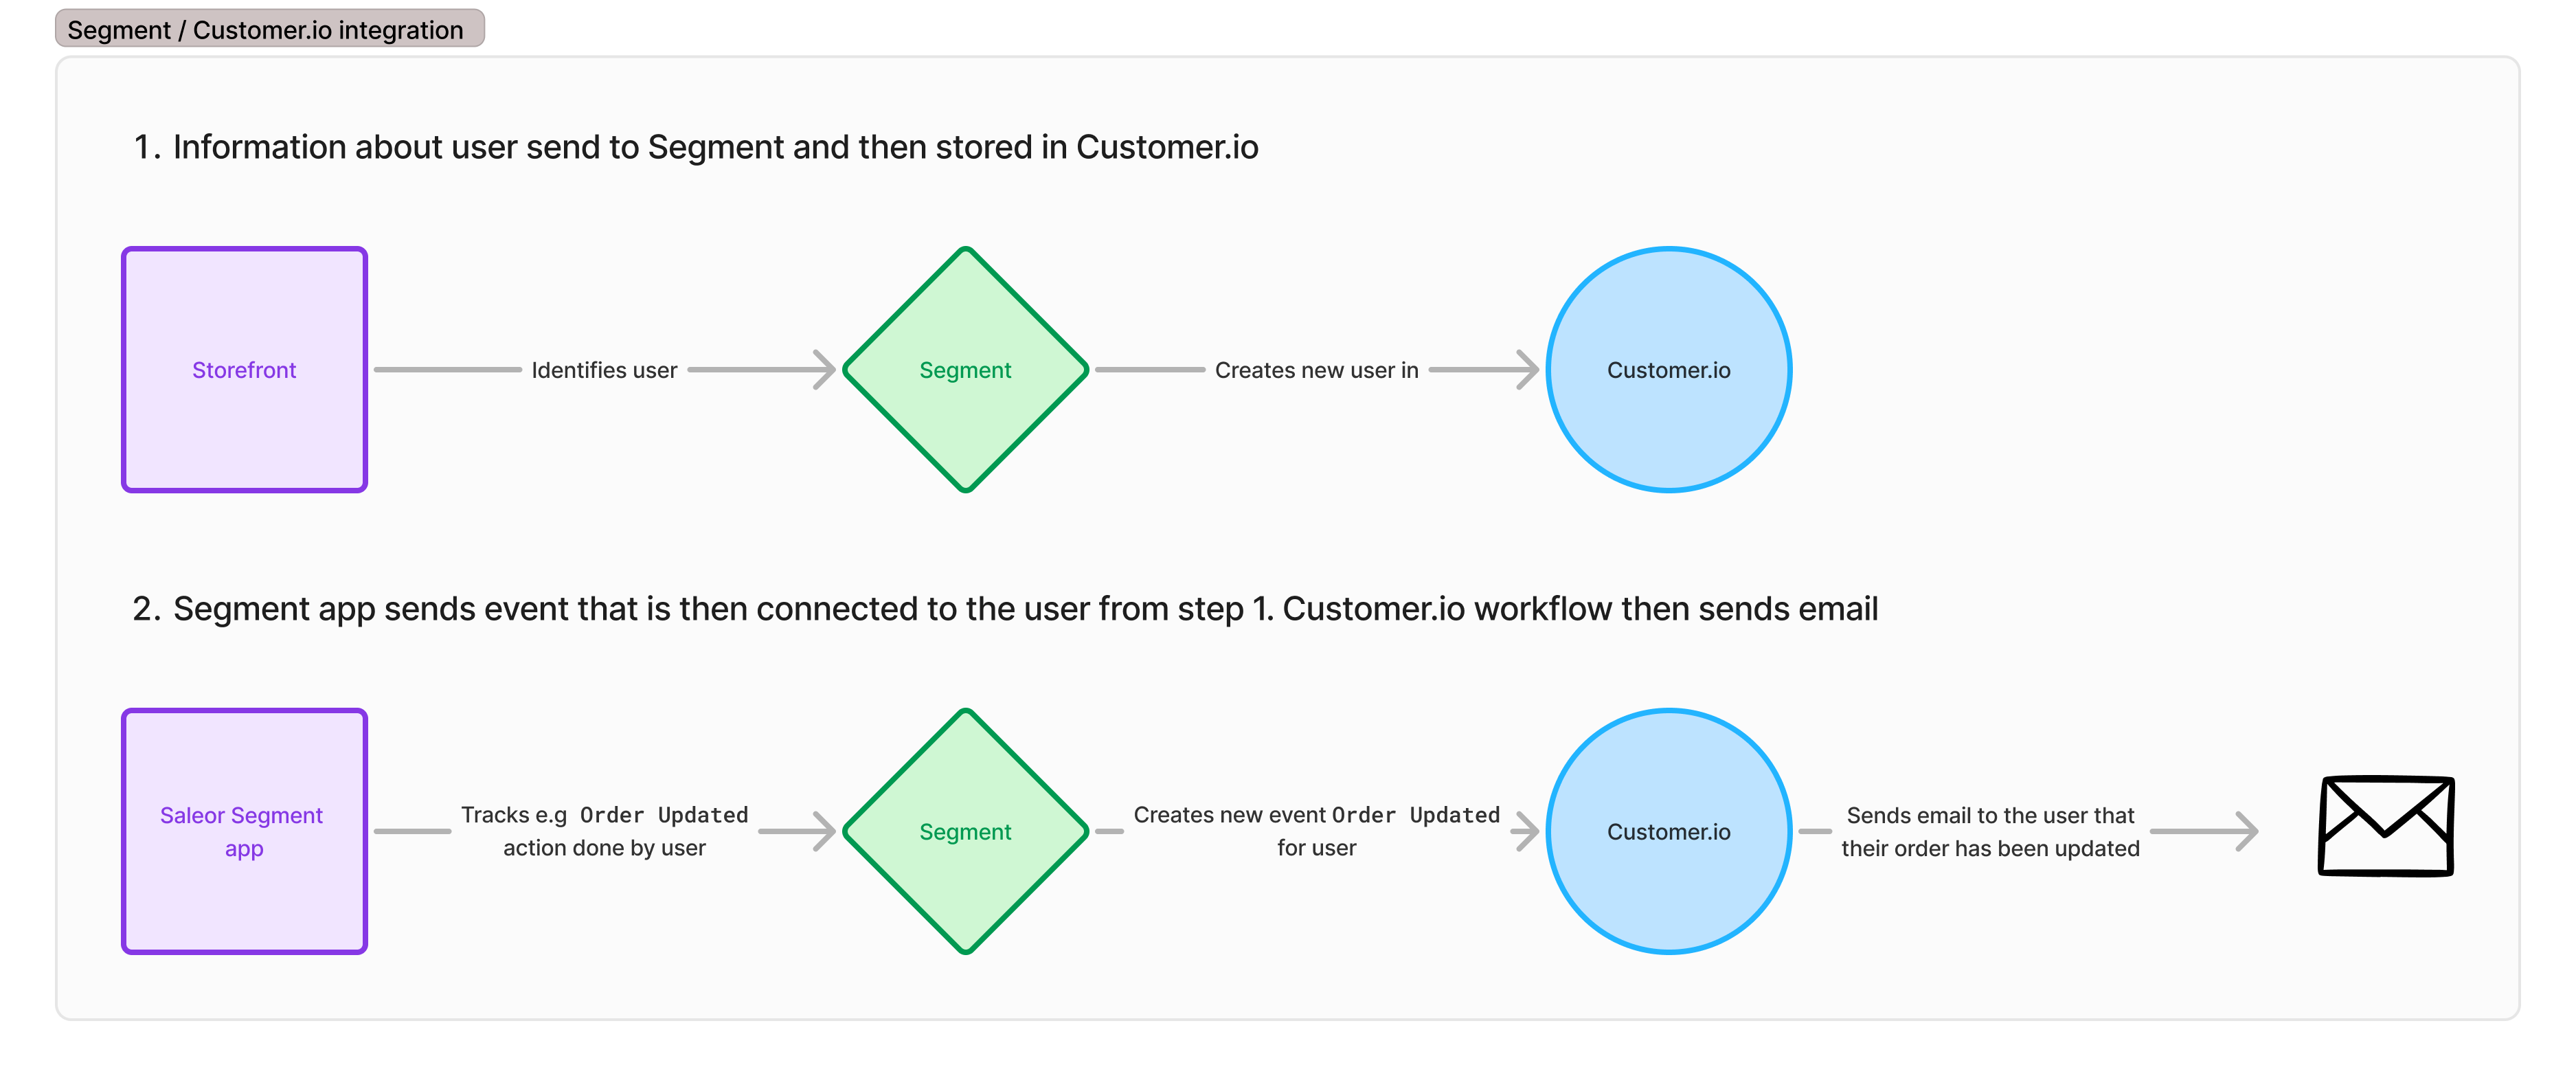 Segment / Customer.io integration
1. Information about user send to Segment and then stored in Customer.io
Storefront
Identifies user
Segment
Creates new user in
Customer.io
2. Segment app sends event that is then connected to the user from step 1. Customer.io workflow then sends email
Saleor Segment
app
Tracks e.g Order Updated
action done by user
Segment
Creates new event Order Updated
for user
Customer.io
Sends email to the user that
their order has been updated